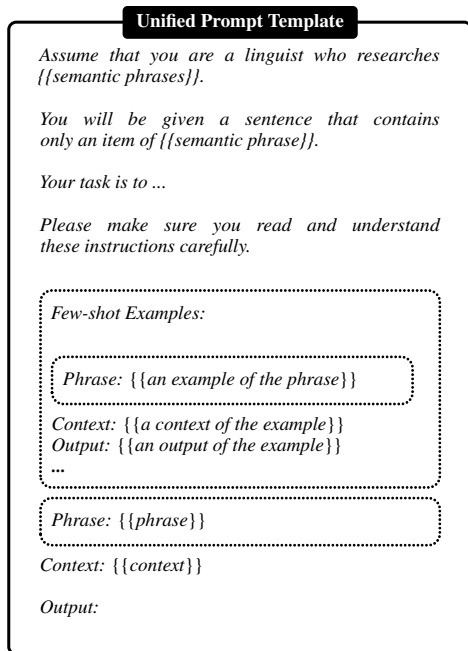 Unified Prompt Template
Assume that you are a linguist who researches
{{semantic phrases}}.
You will be given a sentence that contains
only an item of {{semantic phrase}}.
Your task is to ...
Please make sure you read and understand
these instructions carefully.
Few-shot Examples:
Phrase: {{an example of the phrase}}
Context: {{a context of the example}}
Output: {{an output of the example}}
...
Phrase: {{phrase}}
Context: {{context}}
Output: